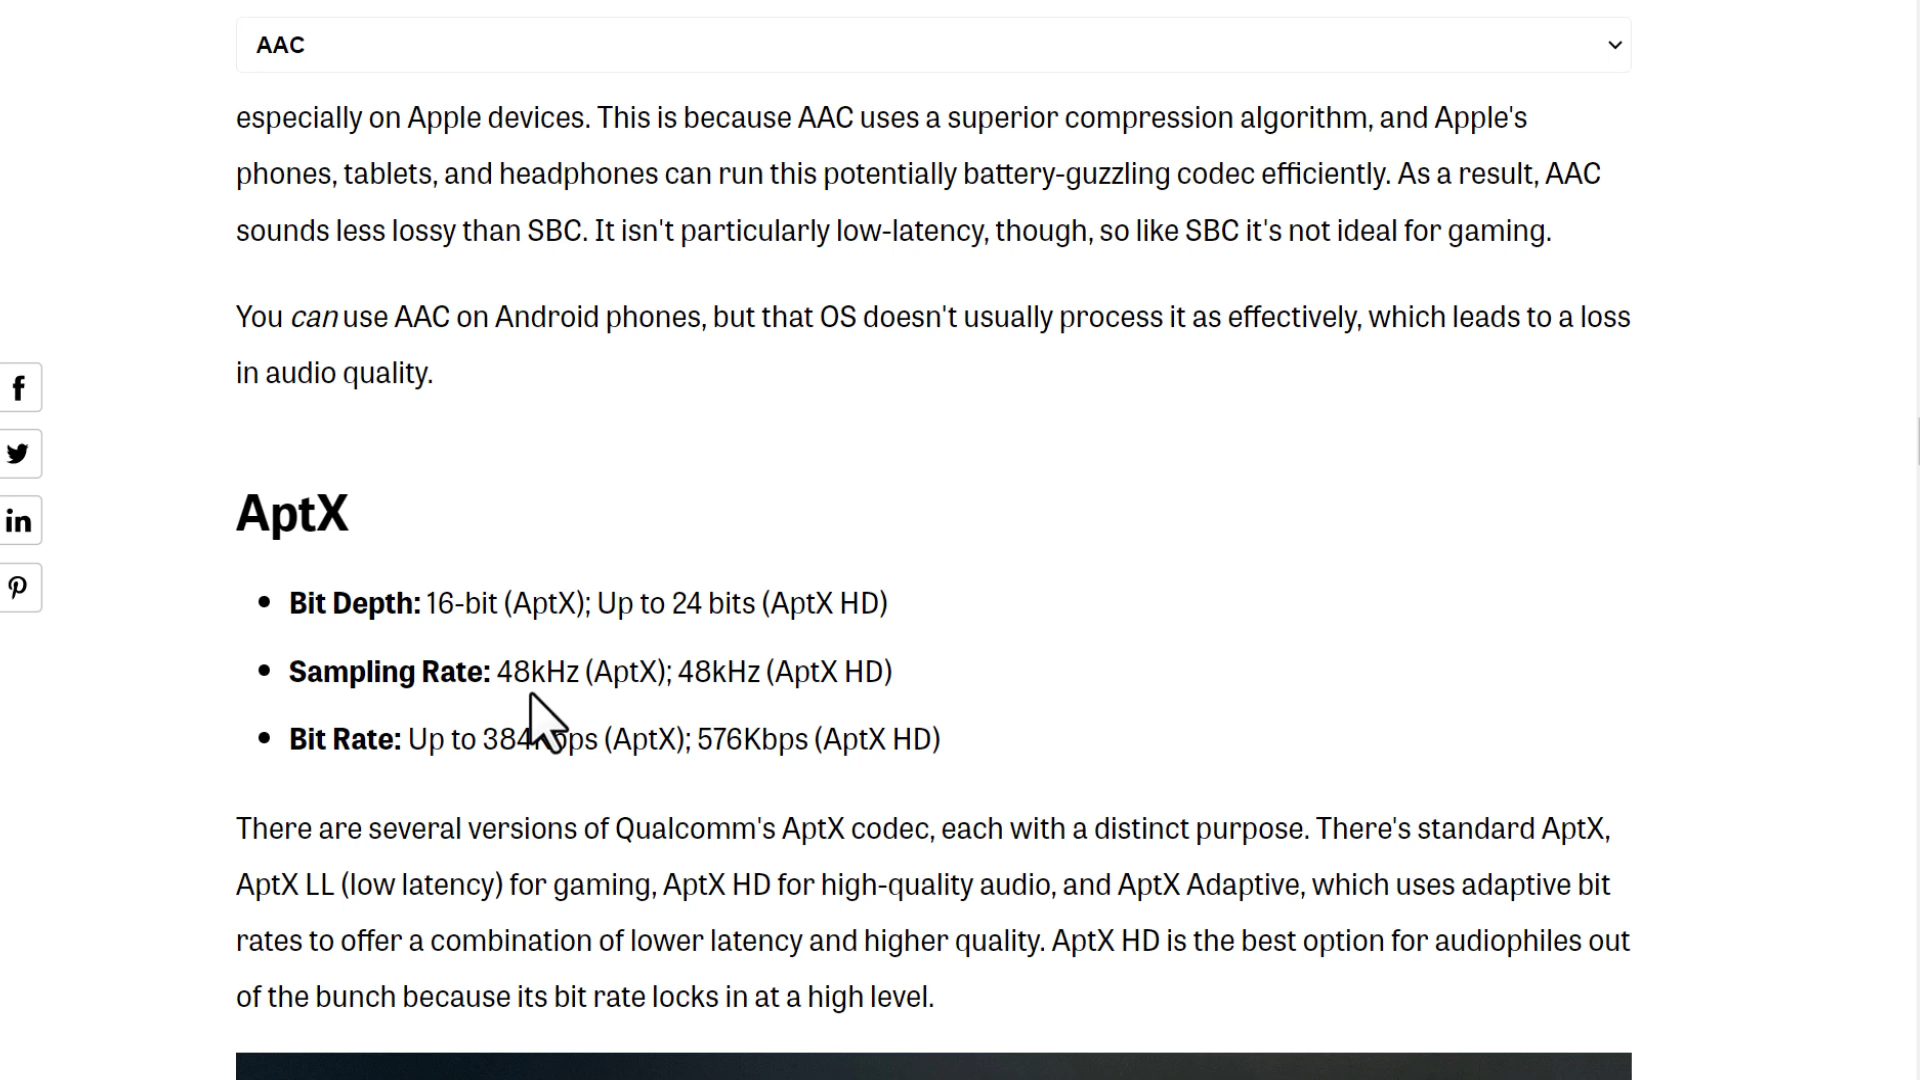 AAC
especially on Apple devices. This is because AAC uses a superior compression algorithm, and Apple's
phones, tablets, and headphones can run this potentially battery-guzzling codec efficiently. As a result, AAC
sounds less lossy than SBC. It isn't particularly low-latency, though, so like SBC it's not ideal for gaming.
You can use AAC on Android phones, but that OS doesn't usually process it as effectively, which leads to a loss
in audio quality.
f
in
AptX
• Bit Depth: 16-bit (AptX); Up to 24 bits (AptX HD)
• Sampling Rate: 48kHz (AptX); 48kHz (AptX HD)
• Bit Rate: Up to 384Kbps (AptX); 576Kbps (AptX HD)
There are several versions of Qualcomm's AptX codec, each with a distinct purpose. There's standard AptX,
AptX LL (low latency) for gaming, AptX HD for high-quality audio, and AptX Adaptive, which uses adaptive bit
rates to offer a combination of lower latency and higher quality. AptX HD is the best option for audiophiles out
of the bunch because its bit rate locks in at a high level.